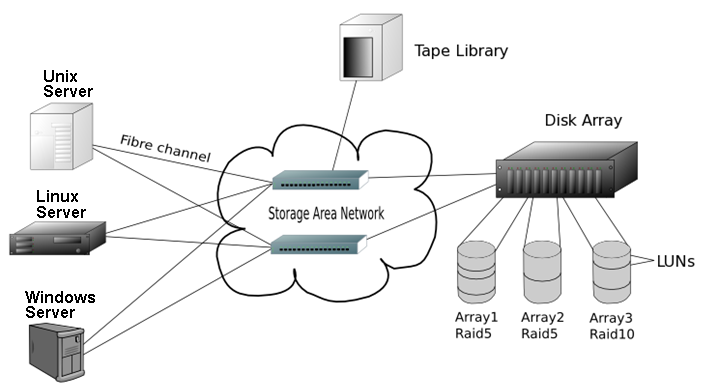 Tape Library
Unix
Server
Fibre channel
Disk Array
Linux
Server
Storage Area Network
LUNs
Windows
Server
Array1
Raid5
Array2
Raid5
Array3
Raid10